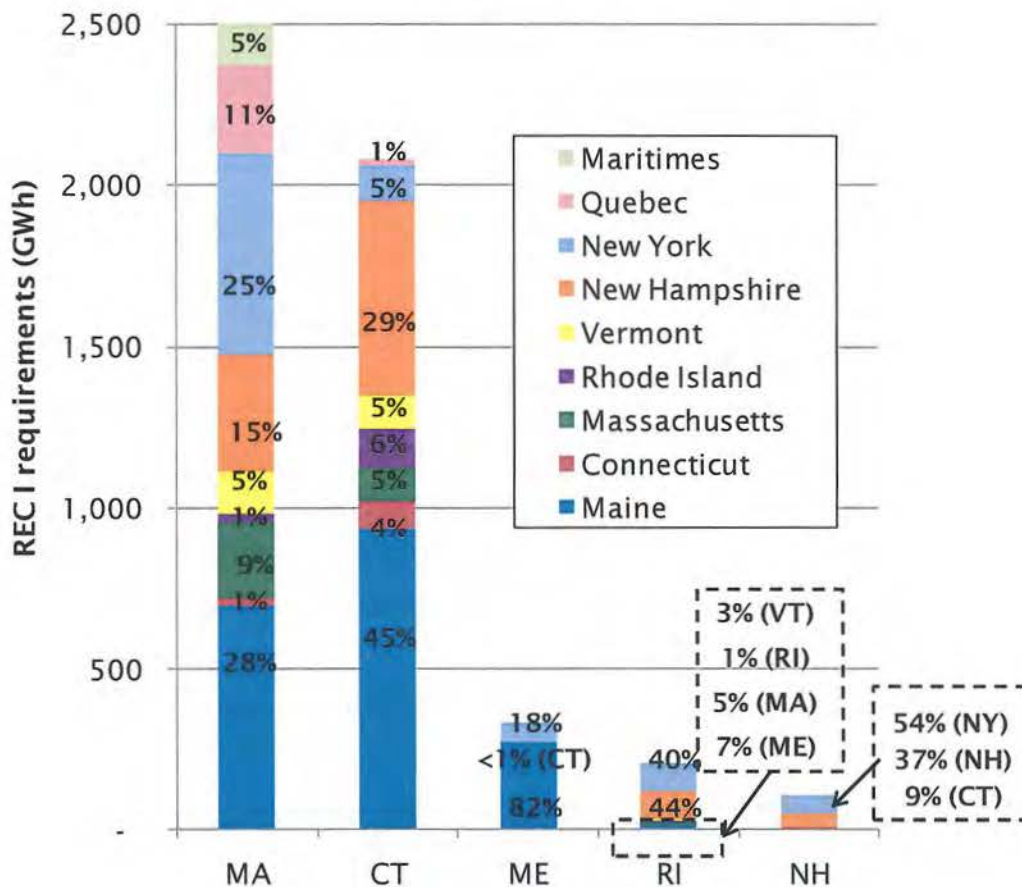 2,500
2,000
1,500
1,000
500
-
REC I requirements (GWh)
5%
11%
25%
15%
5%
1%
9%
1%
28%
1%
5%
29%
5%
6%
5%
4%
45%
18%
<1% (CT)
82%
40%
44%
Maritimes
Quebec
New York
New Hampshire
Vermont
Rhode Island
Massachusetts
Connecticut
Maine
3% (VT)
1% (RI)
5% (MA)
7% (ME)
54% (NY)
37% (NH)
9% (CT)
MA CT ME RI NH